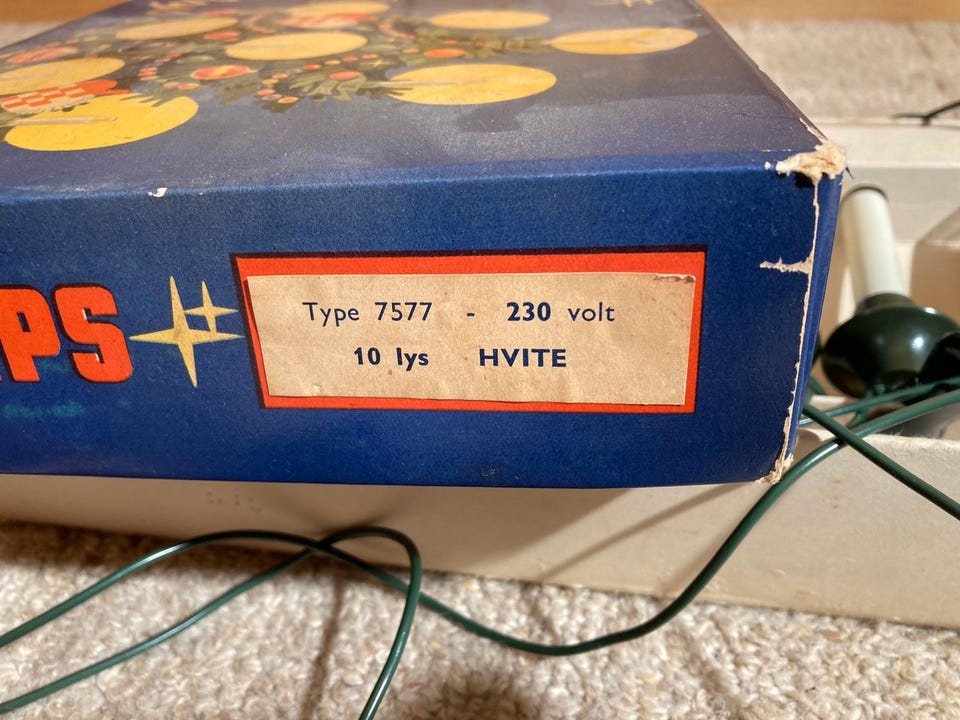 PS
Type 7577 - 230 volt
10 lys HVITE